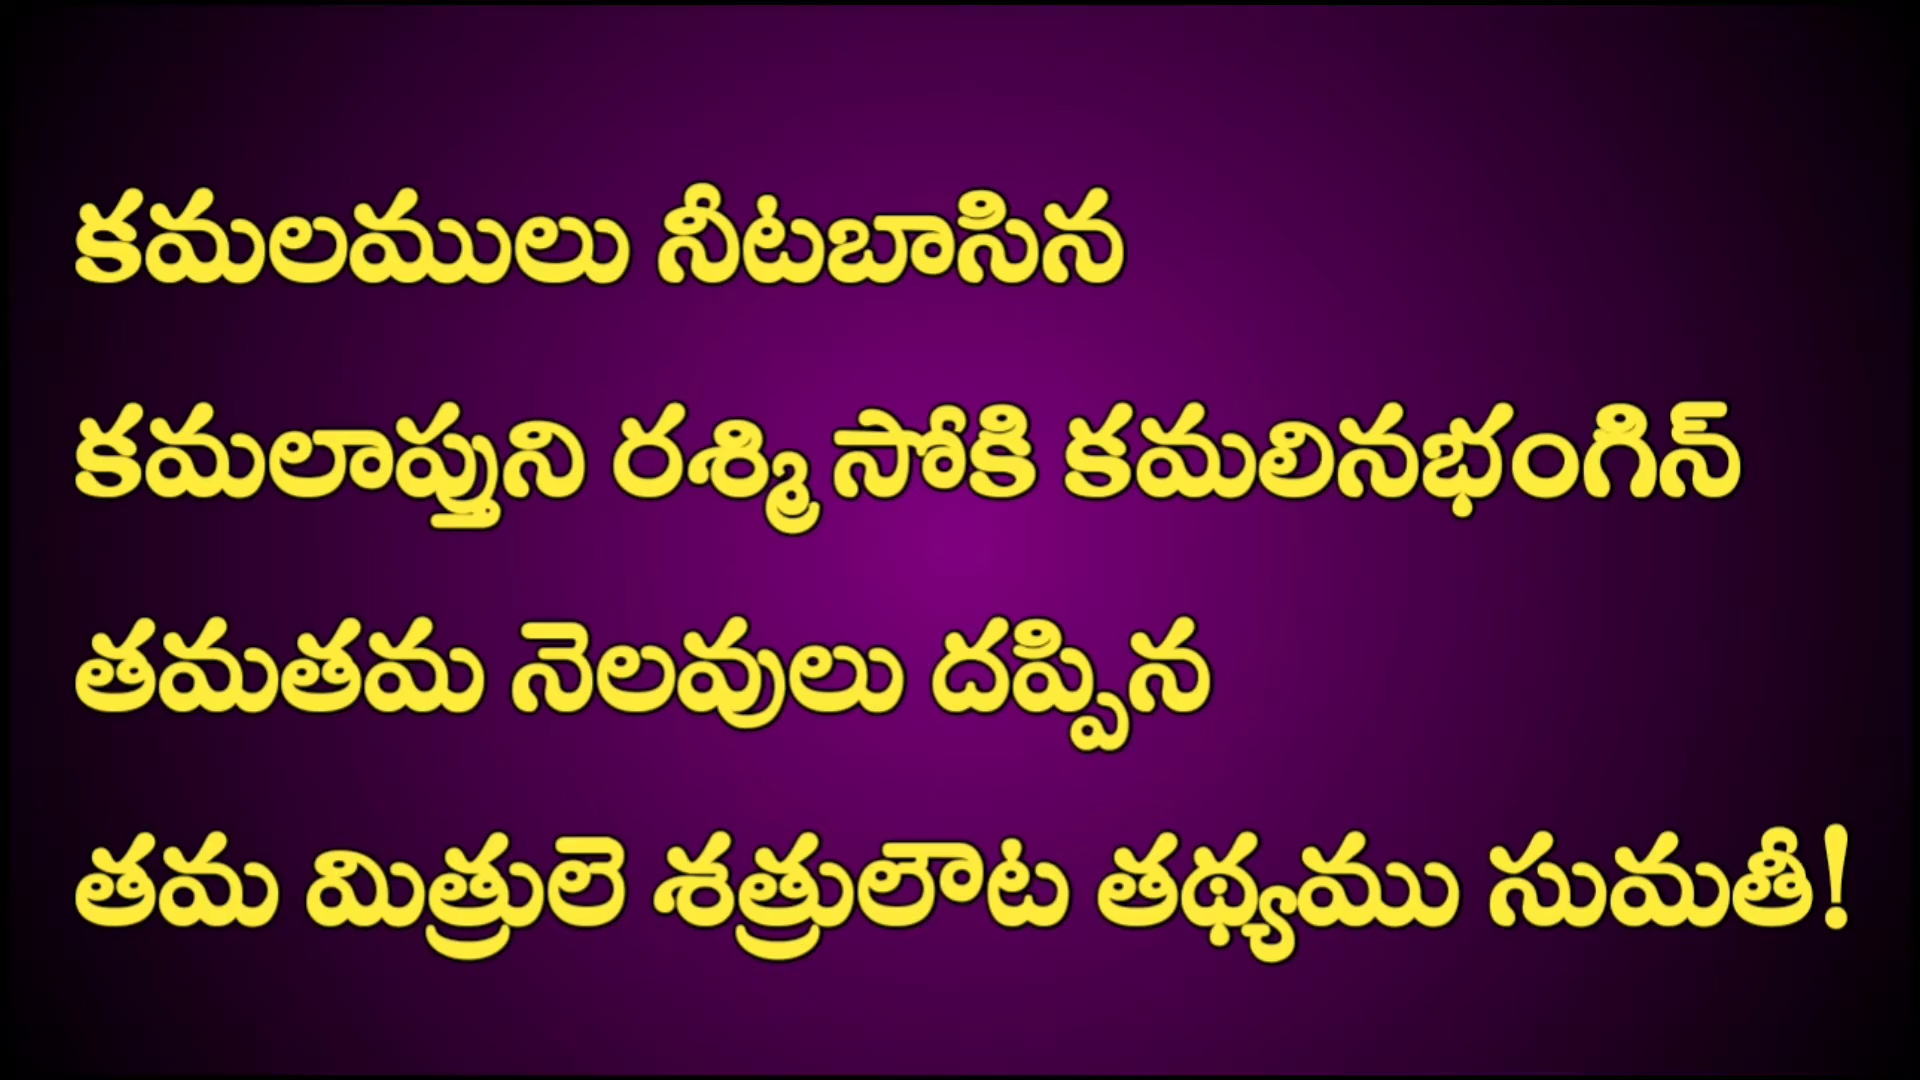 కమలములు నీటబాసిన
కమలాప్తుని రశ్మి సోకి కమలినభంగిన్
తమతమ నెలవులు దప్పిన
తమ మిత్రులె శత్రులౌట తథ్యము సుమతీ!